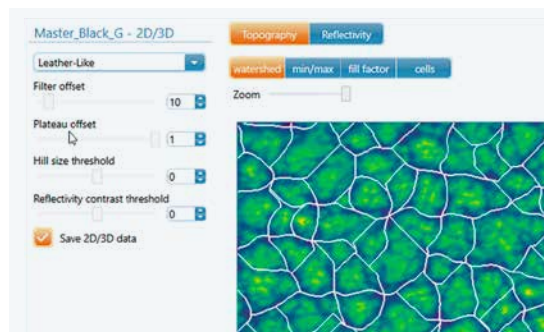 Master_Black_G - 2D/3D
Leather-Like
Filter offset
10
Plateau offset
1
Hill size threshold
0
Reflectivity contrast threshold
0
Save 2D/3D data
Topography Reflectivity
watershed min/max fill factor cells
Zoom